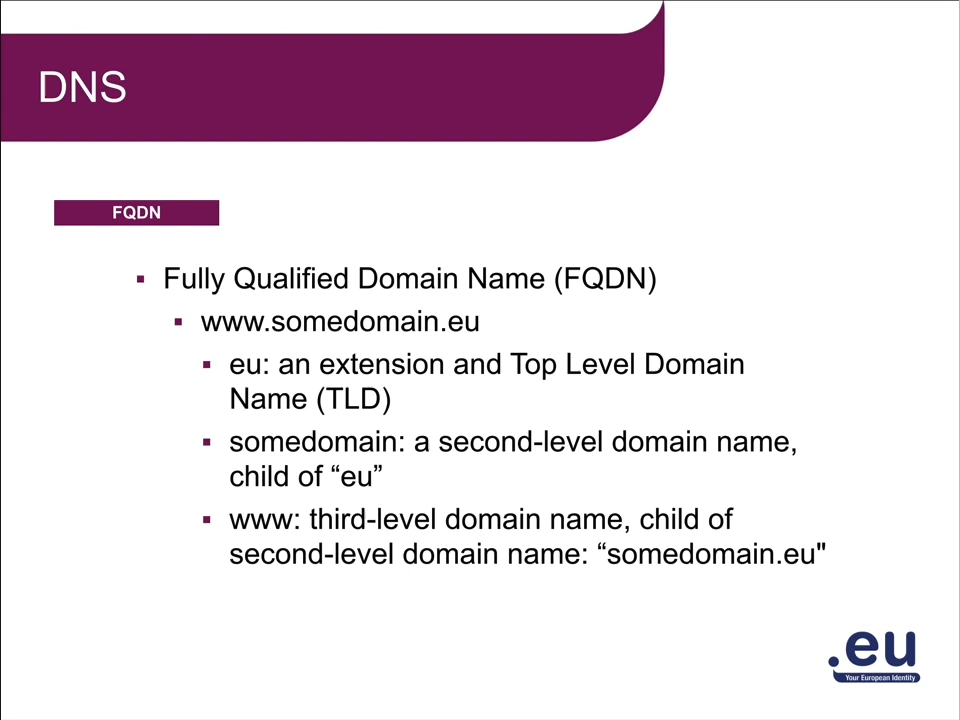 DNS
FQDN
Fully Qualified Domain Name (FQDN)
www.somedomain.eu
eu: an extension and Top Level Domain
Name (TLD)
somedomain: a second-level domain name,
child of “eu”
www: third-level domain name, child of
second-level domain name: “somedomain.eu"
.eu
Your European Identity